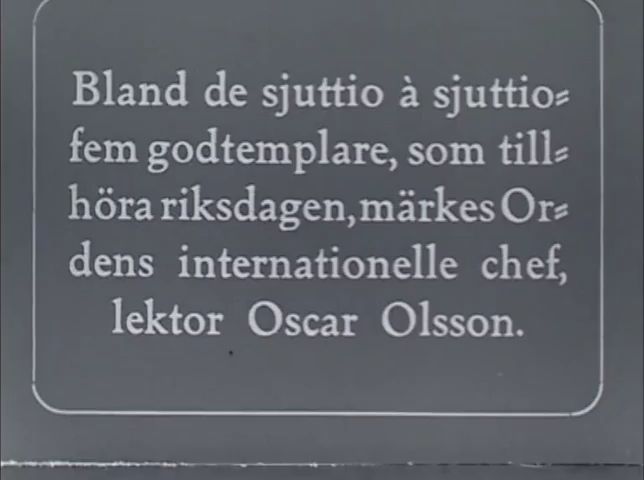 Bland de sjuttio à sjuttio=
fem godtemplare, som till=
höra riksdagen, märkes Or=
dens internationelle chef,
lektor Oscar Olsson.